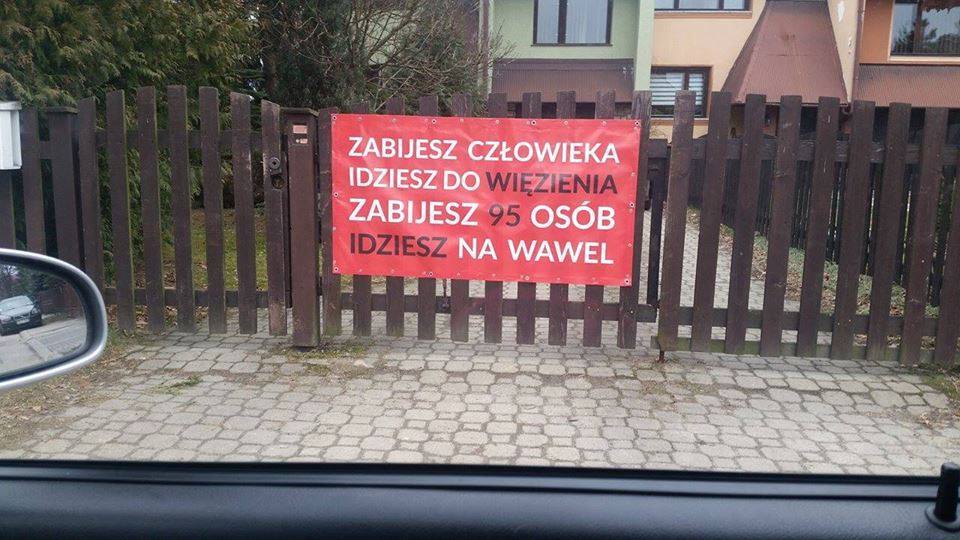 ZABIJESZ CZŁOWIEKA
IDZIESZ DO WIĘZIENIA
ZABIJESZ 95 OSÓB
IDZIESZ NA WAWEL